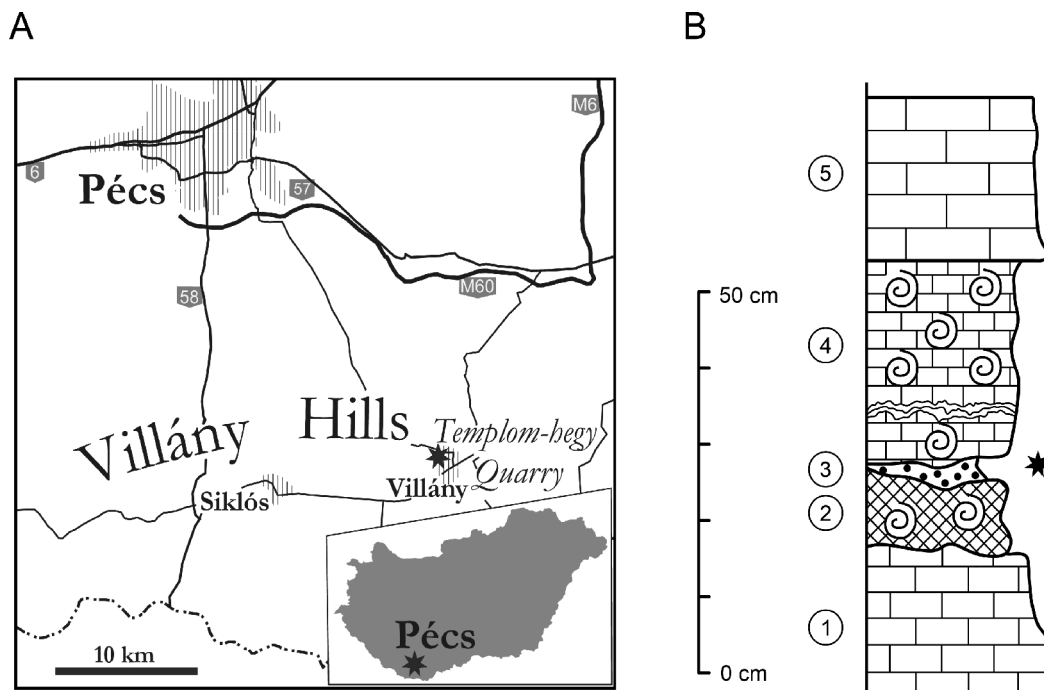 A
B
M6
6
57
Pécs
M60
58
50 cm
5
4
Hills
Villány
Templom-hegy
Quarry
Villány
Siklós
3
2
1
Pécs
10 km
0 cm